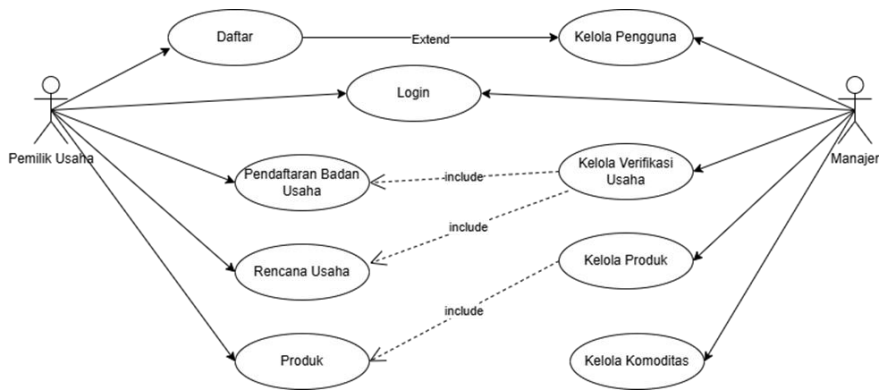 Daftar
Extend
Kelola Pengguna
Login
Pemilik Usaha
Manajer
Pendaftaran Badan
Usaha
include
Kelola Verifikasi
Usaha
include
Rencana Usaha
Kelola Produk
include
Produk
Kelola Komoditas